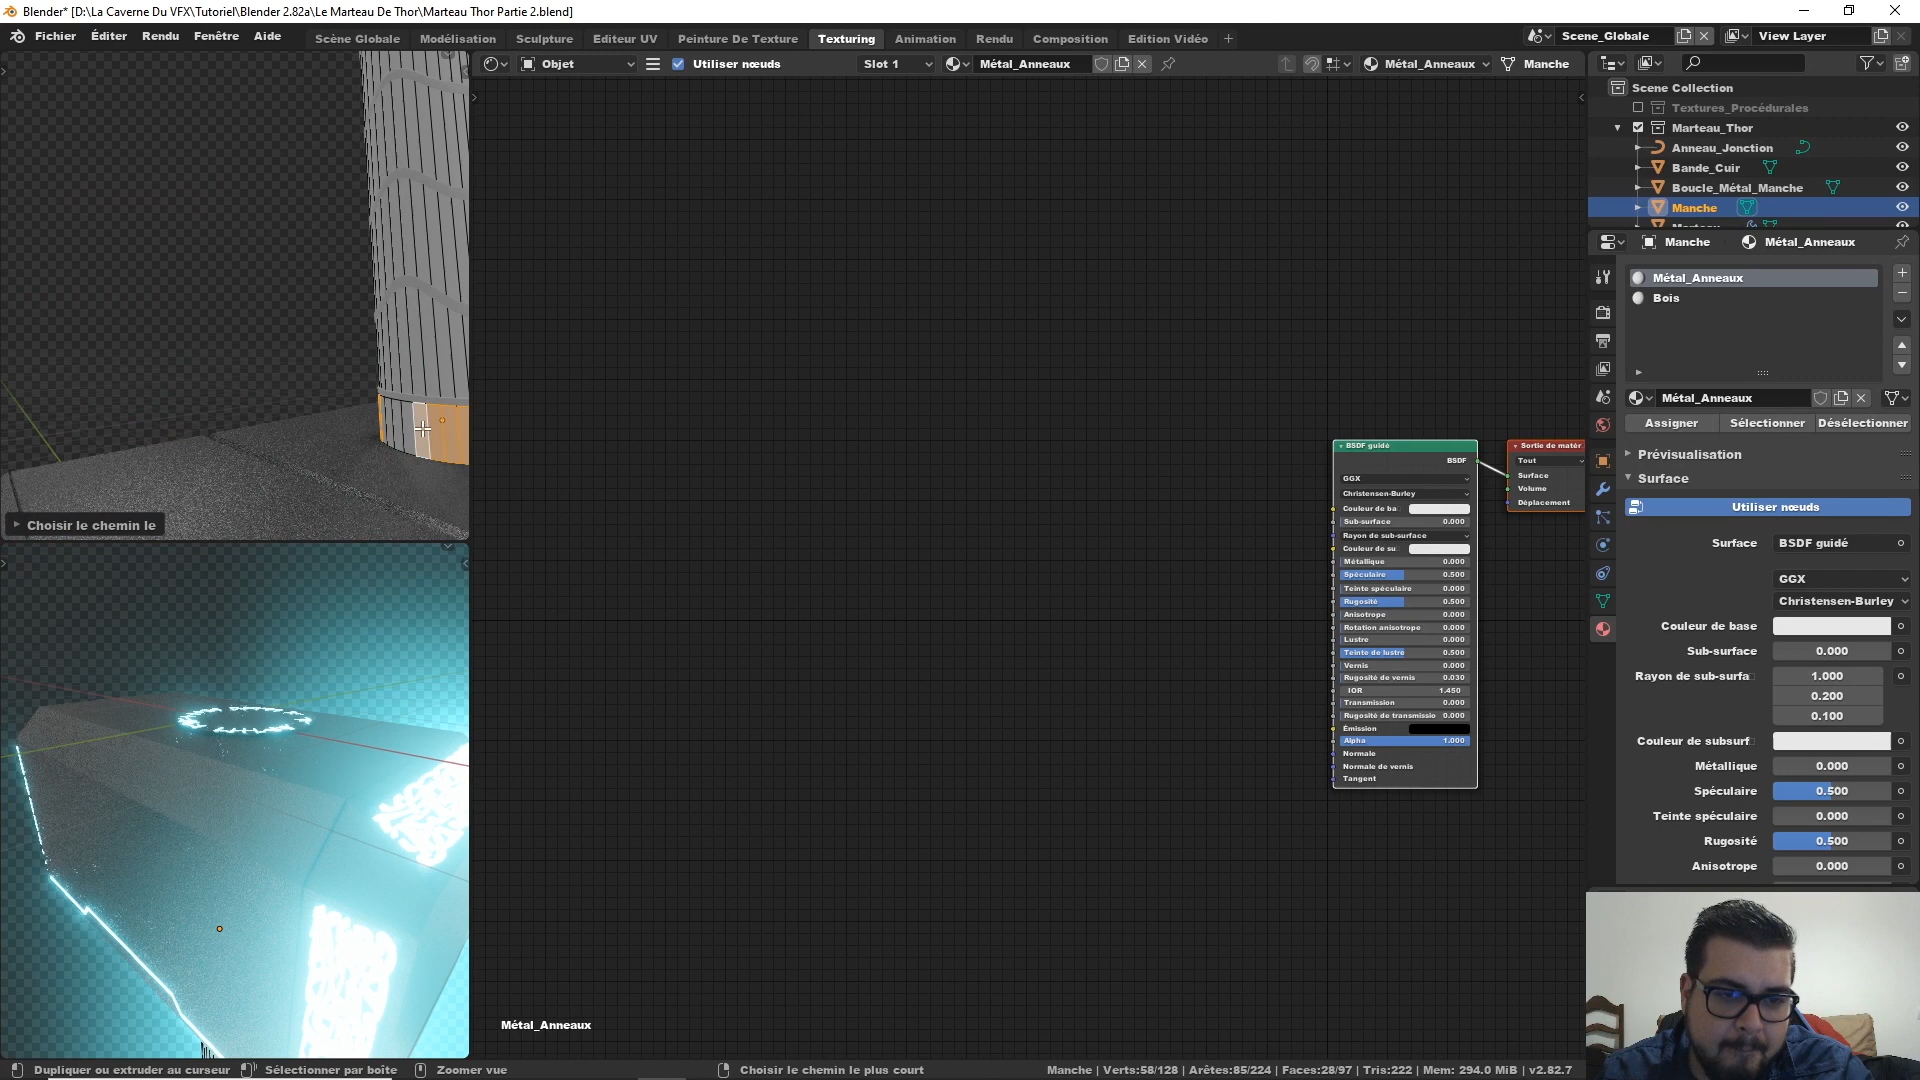 Blender* [D:\La Caverne Du VFX\Tutoriel\Blender 2.82a\Le Marteau De Thor\Marteau Thor Partie 2.blend]
Fichier Éditer Rendu Fenêtre Aide Scène Globale Modélisation Sculpture Editeur UV Peinture De Texture Texturing Animation Rendu Composition Edition Vidéo + Scene_Globale View Layer
Objet Utiliser nœuds Slot 1 Métal_Anneaux Métal_Anneaux Manche
Scene Collection
Textures_Procédurales
Marteau_Thor
Anneau_Jonction
Bande_Cuir
Boucle_Métal_Manche
Manche
Manche Métal_Anneaux
Métal_Anneaux
Bois
Métal_Anneaux
Assigner Sélectionner Désélectionner
Prévisualisation
Surface
Utiliser nœuds
Surface BSDF guidé
GGX
Christensen-Burley
Couleur de base
Sub-surface 0.000
Rayon de sub-surfa 1.000
0.200
0.100
Couleur de subsurf
Métallique 0.000
Spéculaire 0.500
Teinte spéculaire 0.000
Rugosité 0.500
Anisotrope 0.000
BSDF guidé
BSDF
GGX
Christensen-Burley
Couleur de ba
Sub-surface 0.000
Rayon de sub-surface
Couleur de su
Métallique 0.000
Spéculaire 0.500
Teinte spéculaire 0.000
Rugosité 0.500
Anisotrope 0.000
Rotation anisotrope 0.000
Lustre 0.000
Teinte de lustre 0.500
Vernis 0.000
Rugosité de vernis 0.030
IOR 1.450
Transmission 0.000
Rugosité de transmissio 0.000
Emission
Alpha 1.000
Normale
Normale de vernis
Tangent
Sortie de matér
Tout
Surface
Volume
Déplacement
Choisir le chemin le
Métal_Anneaux
Dupliquer ou extruder au curseur Sélectionner par boîte Zoomer vue Choisir le chemin le plus court Manche | Verts:58/128 | Arêtes:85/224 | Faces:28/97 | Tris:222 | Mem: 294.0 MiB | v2.82.7